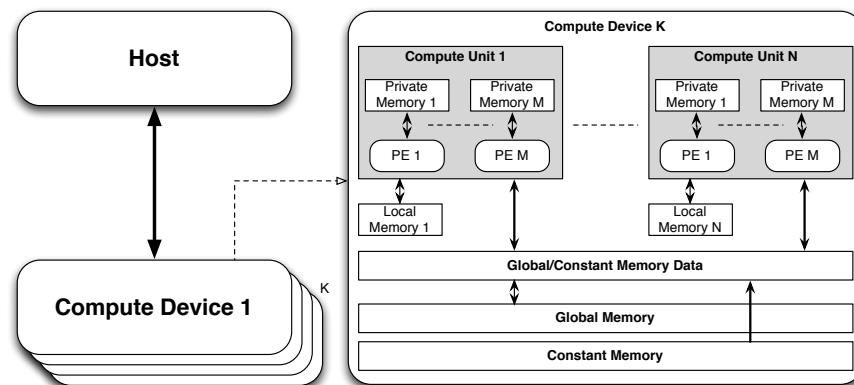 Host
Compute Device 1
K
Compute Device K
Compute Unit 1
Private
Memory 1
Private
Memory M
PE 1
PE M
Local
Memory 1
Compute Unit N
Private
Memory 1
Private
Memory M
PE 1
PE M
Local
Memory N
Global/Constant Memory Data
Global Memory
Constant Memory